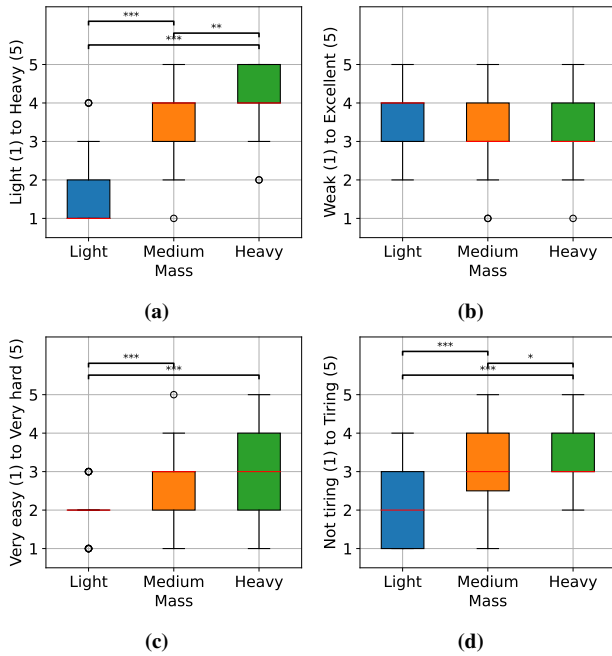 ***
**
***
Light (1) to Heavy (5)
5
4
3
2
1
Light Medium Heavy
Mass
(a)
Weak (1) to Excellent (5)
5
4
3
2
1
Light Medium Heavy
Mass
(b)
***
***
Very easy (1) to Very hard (5)
5
4
3
2
1
Light Medium Heavy
Mass
(c)
***
*
***
Not tiring (1) to Tiring (5)
5
4
3
2
1
Light Medium Heavy
Mass
(d)